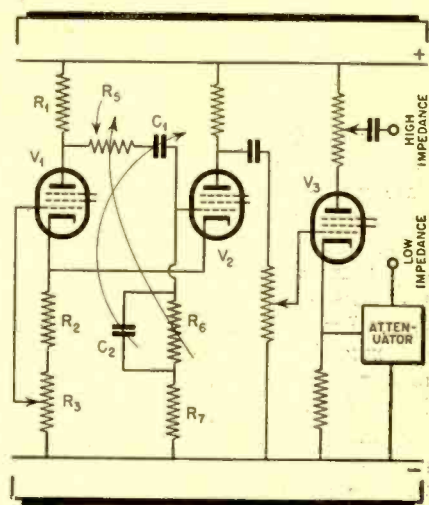 +
R1
R5
C1
V1
V2
V3
HIGH
IMPEDANCE
LOW
IMPEDANCE
R2
C2
R6
ATTEN-
UATOR
R3
R7
-